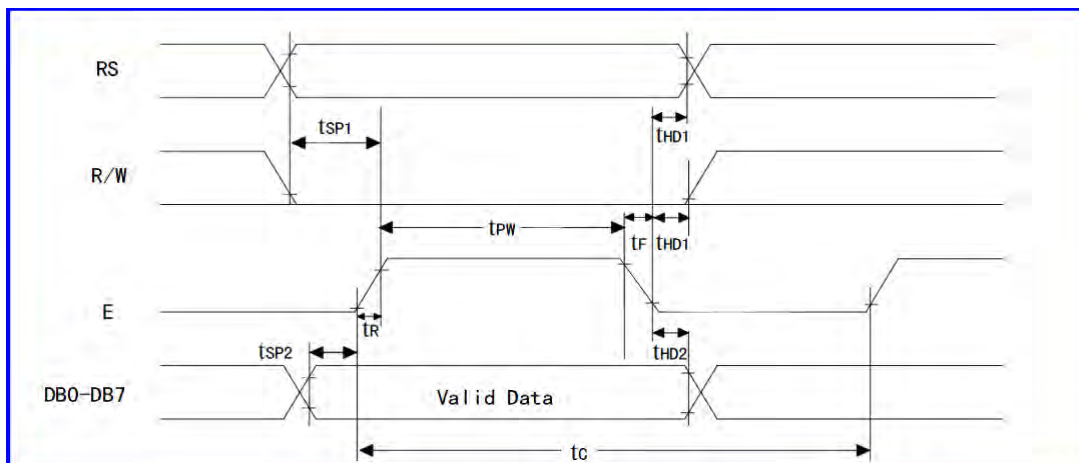 RS
tSP1
tHD1
R/W
tPW
tF
tHD1
E
tR
tSP2
tHD2
DB0-DB7
Valid Data
tC